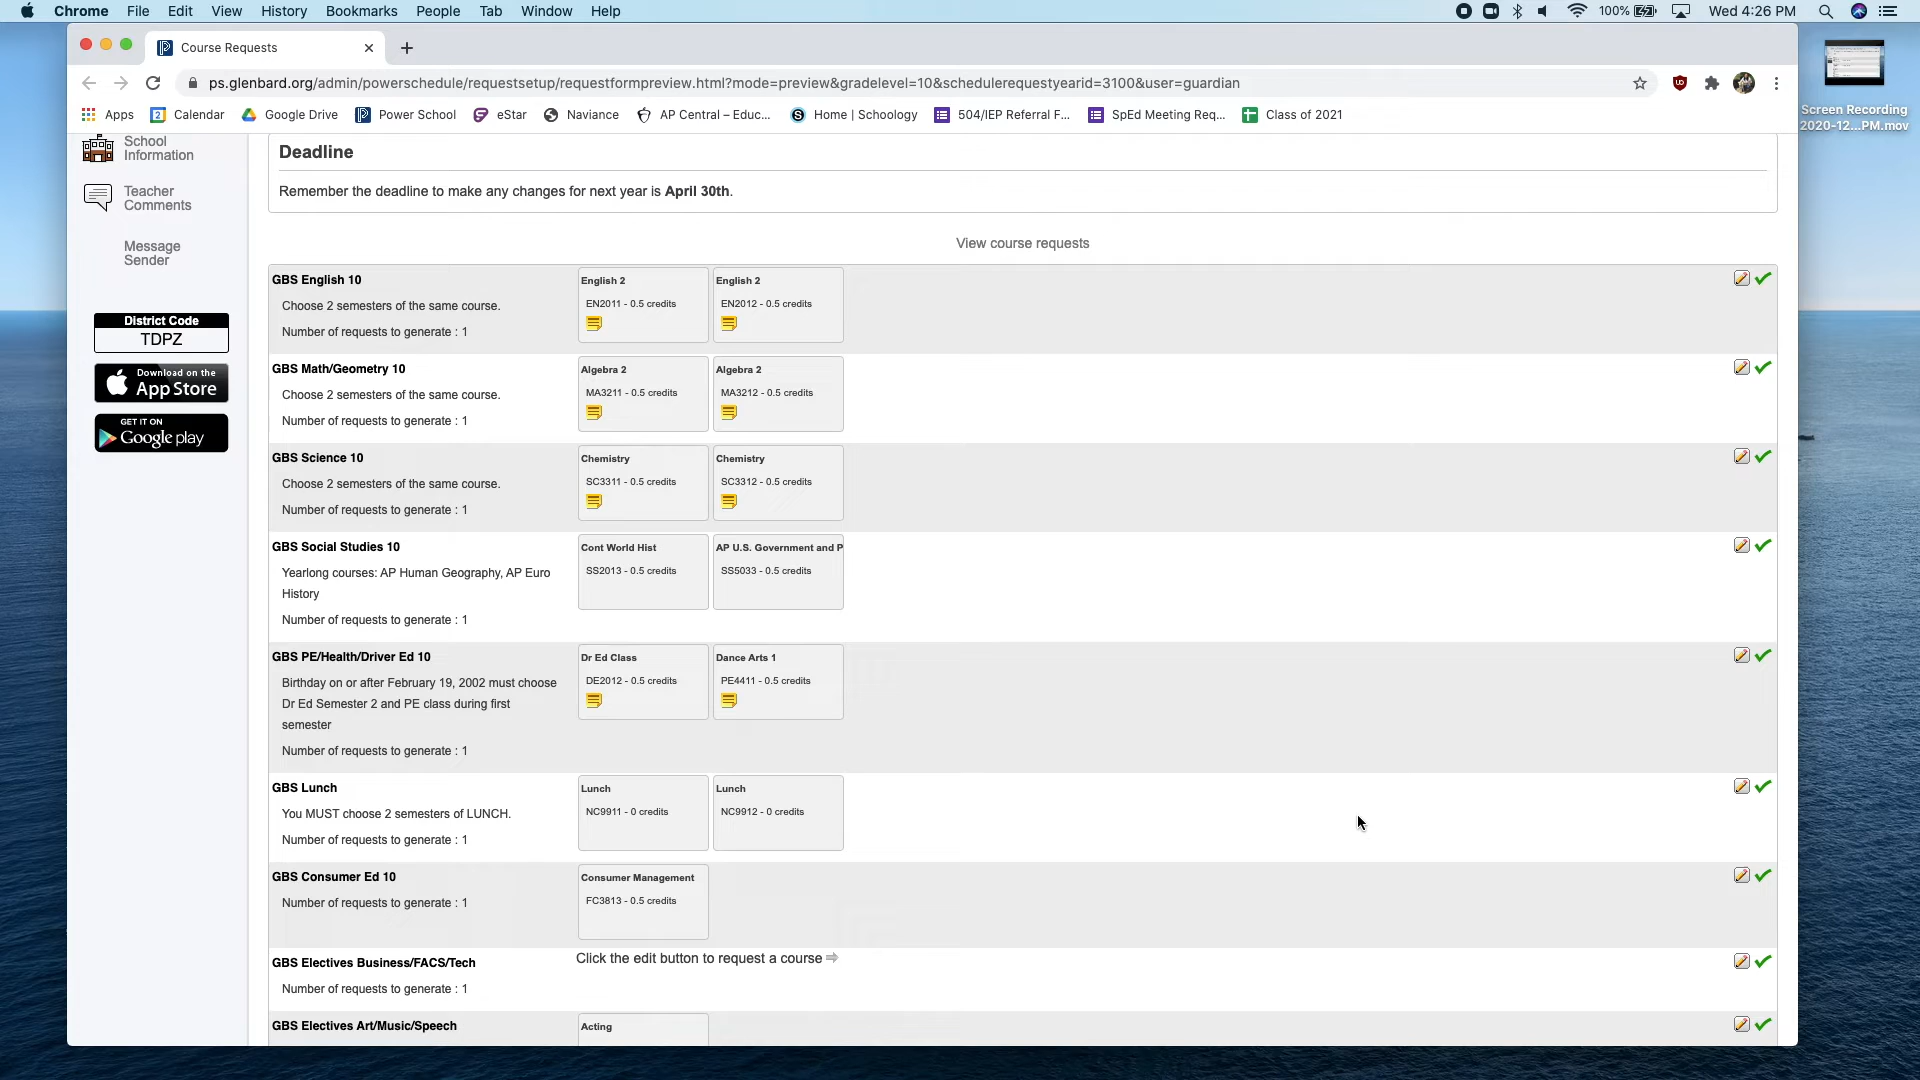 Chrome File Edit View History Bookmarks People Tab Window Help 100% Wed 4:26 PM
Course Requests
ps.glenbard.org/admin/powerschedule/requestsetup/requestformpreview.html?mode=preview&gradelevel=10&schedulerequestyearid=3100&user=guardian
Apps Calendar Google Drive Power School eStar Naviance AP Central – Educ... Home | Schoology 504/IEP Referral F... SpEd Meeting Req... Class of 2021
Screen Recording
2020-12...PM.mov
School
Information
Teacher
Comments
Message
Sender
District Code
TDPZ
Download on the
App Store
GET IT ON
Google play
Deadline
Remember the deadline to make any changes for next year is April 30th.
View course requests
GBS English 10
Choose 2 semesters of the same course.
Number of requests to generate : 1
English 2
EN2011 - 0.5 credits
English 2
EN2012 - 0.5 credits
GBS Math/Geometry 10
Choose 2 semesters of the same course.
Number of requests to generate : 1
Algebra 2
MA3211 - 0.5 credits
Algebra 2
MA3212 - 0.5 credits
GBS Science 10
Choose 2 semesters of the same course.
Number of requests to generate : 1
Chemistry
SC3311 - 0.5 credits
Chemistry
SC3312 - 0.5 credits
GBS Social Studies 10
Yearlong courses: AP Human Geography, AP Euro
History
Number of requests to generate : 1
Cont World Hist
SS2013 - 0.5 credits
AP U.S. Government and P
SS5033 - 0.5 credits
GBS PE/Health/Driver Ed 10
Birthday on or after February 19, 2002 must choose
Dr Ed Semester 2 and PE class during first
semester
Number of requests to generate : 1
Dr Ed Class
DE2012 - 0.5 credits
Dance Arts 1
PE4411 - 0.5 credits
GBS Lunch
You MUST choose 2 semesters of LUNCH.
Number of requests to generate : 1
Lunch
NC9911 - 0 credits
Lunch
NC9912 - 0 credits
GBS Consumer Ed 10
Number of requests to generate : 1
Consumer Management
FC3813 - 0.5 credits
GBS Electives Business/FACS/Tech
Number of requests to generate : 1
Click the edit button to request a course
GBS Electives Art/Music/Speech
Acting